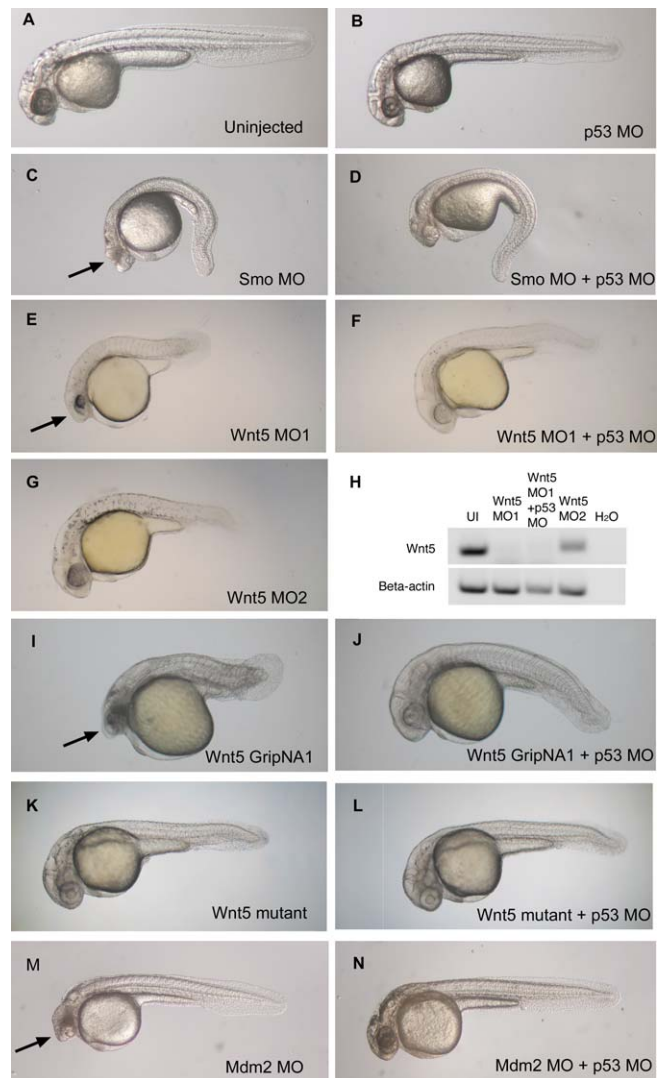 A
Uninjected
B
p53 MO
C
Smo MO
D
Smo MO + p53 MO
E
Wnt5 MO1
F
Wnt5 MO1 + p53 MO
G
Wnt5 MO2
H
UI
Wnt5
MO1
Wnt5
MO1
+p53
MO
Wnt5
MO2
H2O
Wnt5
Beta-actin
I
Wnt5 GripNA1
J
Wnt5 GripNA1 + p53 MO
K
Wnt5 mutant
L
Wnt5 mutant + p53 MO
M
Mdm2 MO
N
Mdm2 MO + p53 MO